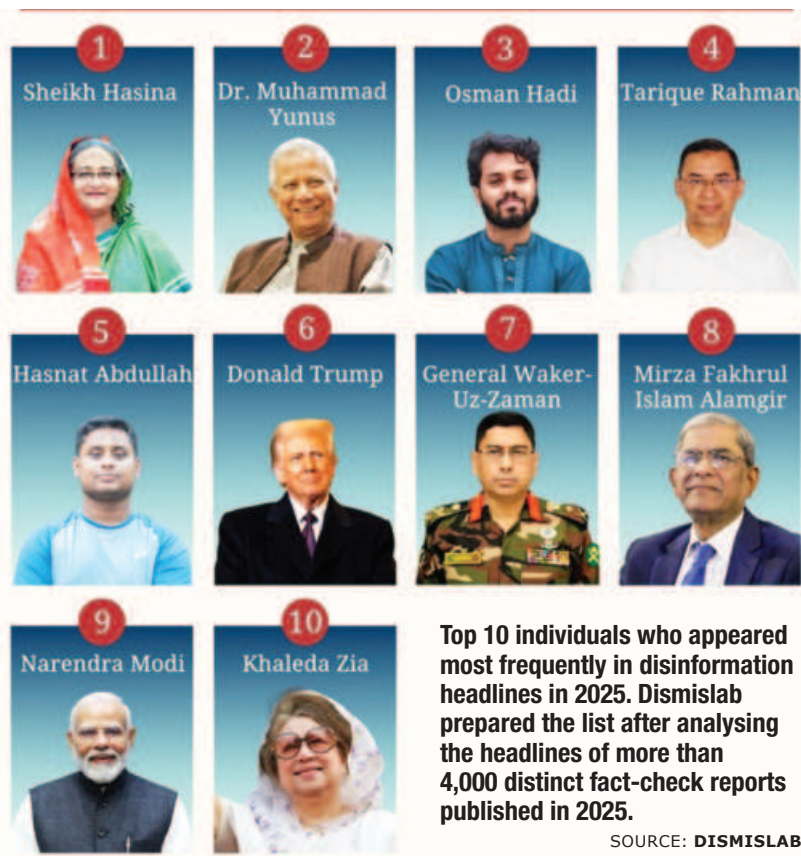 1
Sheikh Hasina
2
Dr. Muhammad
Yunus
3
Osman Hadi
4
Tarique Rahman
5
Hasnat Abdullah
6
Donald Trump
7
General Waker-
Uz-Zaman
8
Mirza Fakhrul
Islam Alamgir
9
Narendra Modi
10
Khaleda Zia
Top 10 individuals who appeared
most frequently in disinformation
headlines in 2025. Dismislab
prepared the list after analysing
the headlines of more than
4,000 distinct fact-check reports
published in 2025.
SOURCE: DISMISLAB